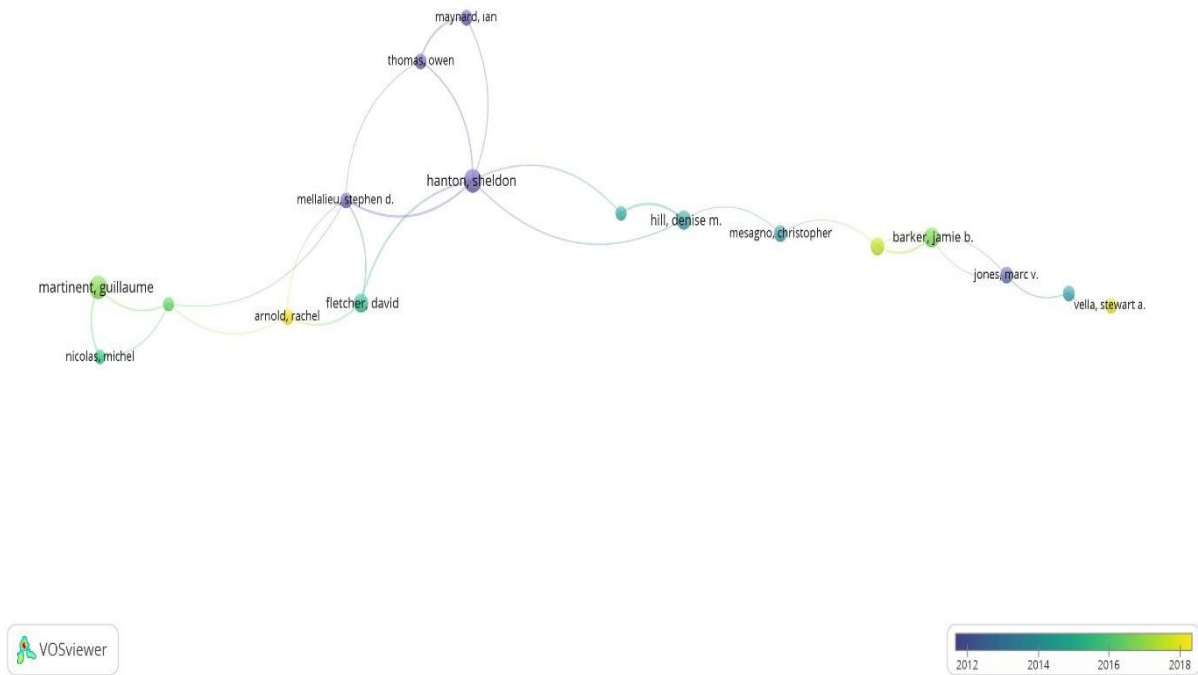 maynard, ian
thomas, owen
hanton, sheldon
mellalieu, stephen d.
hill, denise m.
mesagno, christopher
barker, jamie b.
jones, marc v.
martinent, guillaume
fletcher, david
arnold, rachel
vella, stewart a.
nicolas, michel
VOSviewer
2012 2014 2016 2018